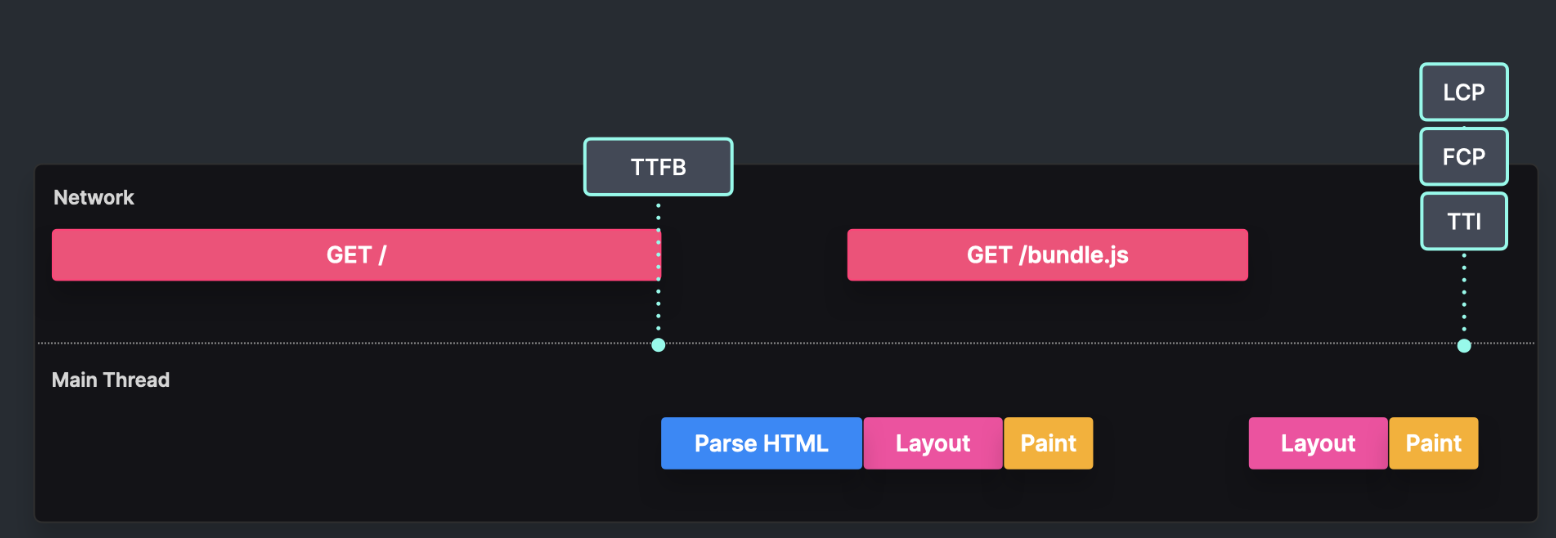 LCP
FCP
TTFB
TTI
Network
GET /
GET /bundle.js
Main Thread
Parse HTML
Layout
Paint
Layout
Paint